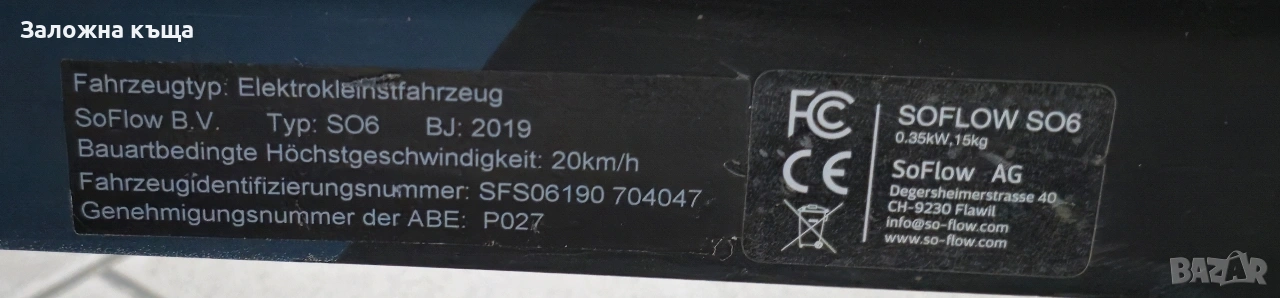 Заложна къща
Fahrzeugtyp: Elektrokleinstfahrzeug
SoFlow B.V. Typ: SO6 BJ: 2019
Bauartbedingte Höchstgeschwindigkeit: 20km/h
Fahrzeugidentifizierungsnummer: SFS06190 704047
Genehmigungsnummer der ABE: P027
FC
CE
SOFLOW SO6
0.35kW,15kg
SoFlow AG
Degersheimerstrasse 40
CH-9230 Flawil
info@so-flow.com
www.so-flow.com
BAZAR